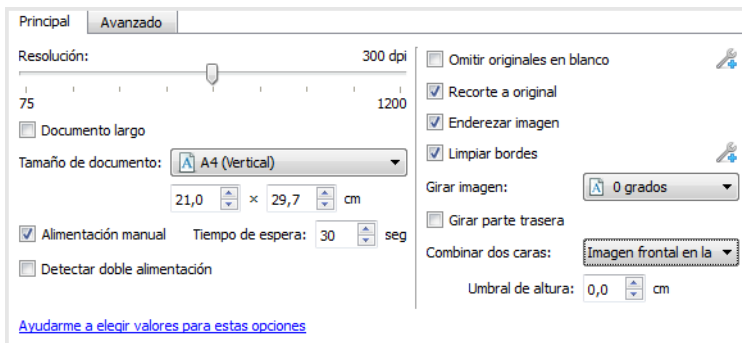 Principal Avanzado
Resolución: 300 dpi
75 1200
Documento largo
Tamaño de documento: A4 (Vertical)
21,0 × 29,7 cm
Alimentación manual Tiempo de espera: 30 seg
Detectar doble alimentación
Ayudarme a elegir valores para estas opciones
Omitir originales en blanco
Recorte a original
Enderezar imagen
Limpiar bordes
Girar imagen: 0 grados
Girar parte trasera
Combinar dos caras: Imagen frontal en la
Umbral de altura: 0,0 cm